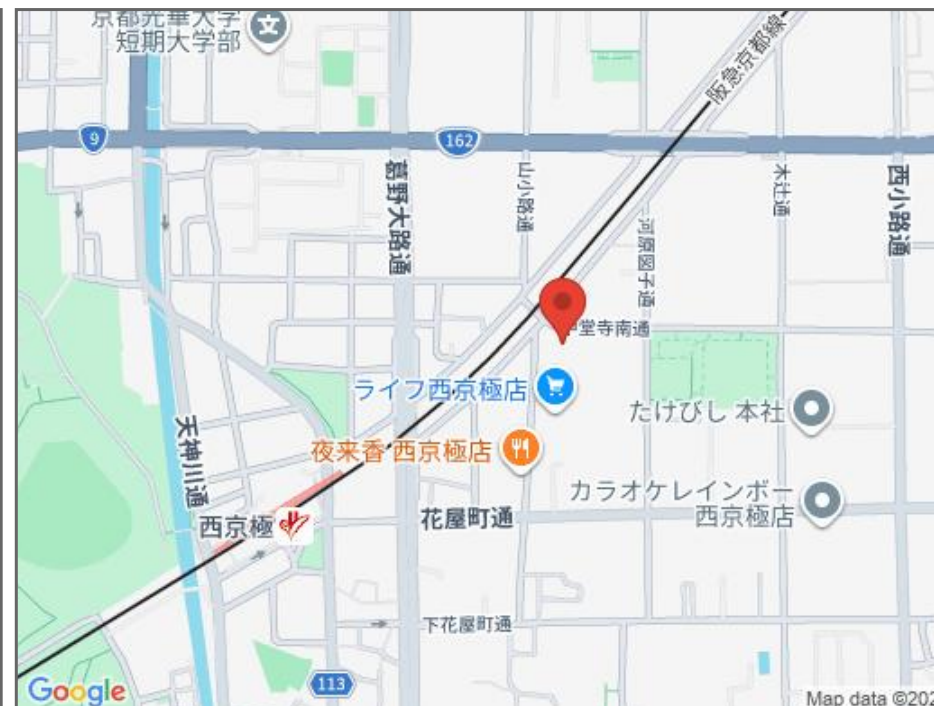 京都光華大学
短期大学部
阪急京都線
9
162
葛野大路通
山小路通
木辻通
西小路通
河原図子通
中堂寺南通
ライフ西京極店
たけびし 本社
夜来香 西京極店
天神川通
カラオケレインボー
西京極店
西京極
花屋町通
下花屋町通
113
Google
Map data ©202